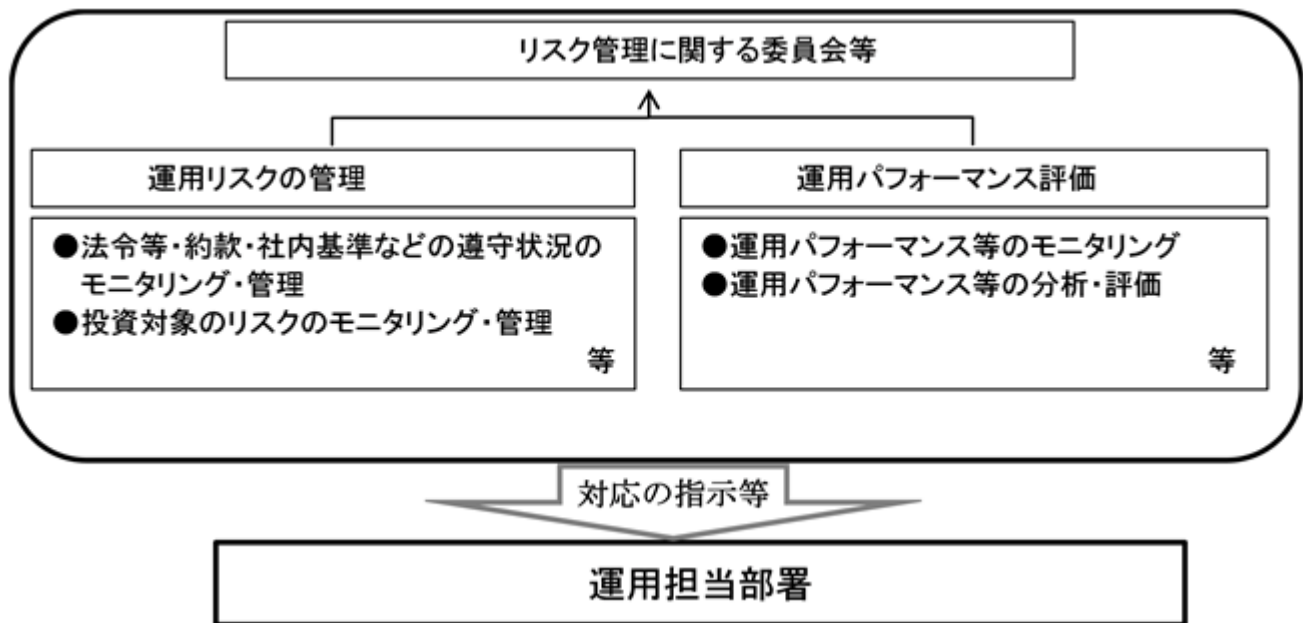 リスク管理に関する委員会等
運用リスクの管理
●法令等・約款・社内基準などの遵守状況の
モニタリング・管理
●投資対象のリスクのモニタリング・管理
等
運用パフォーマンス評価
●運用パフォーマンス等のモニタリング
●運用パフォーマンス等の分析・評価
等
対応の指示等
運用担当部署